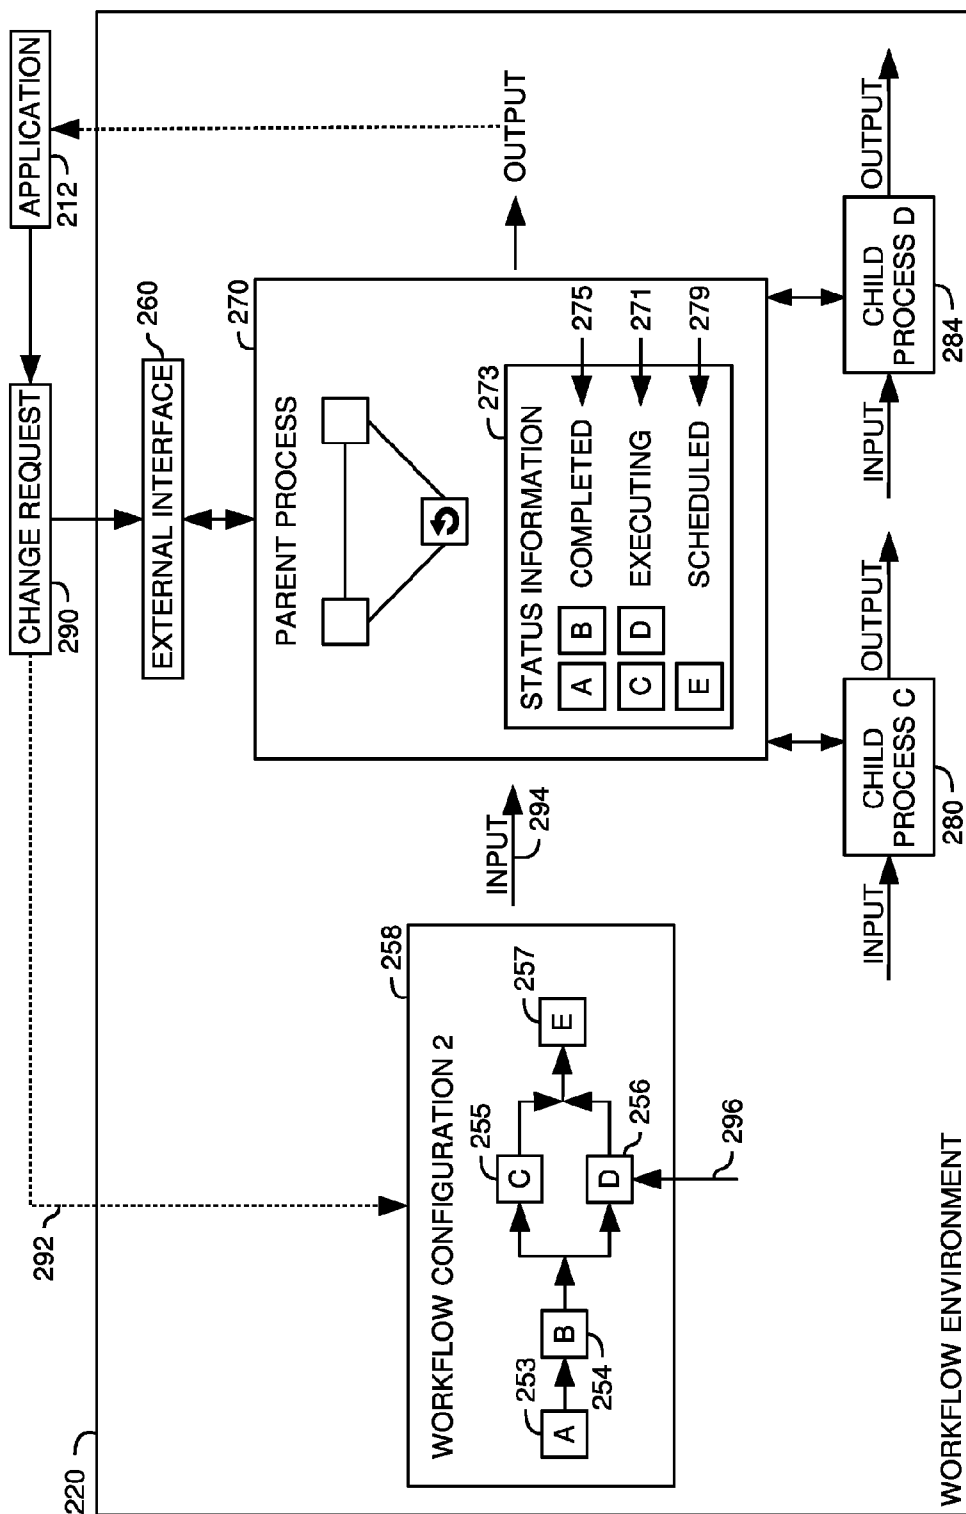 CHANGE REQUEST
290
APPLICATION
212
220
292
EXTERNAL INTERFACE
260
WORKFLOW CONFIGURATION 2
258
A
253
B
254
C
255
D
256
E
257
296
INPUT
294
PARENT PROCESS
270
STATUS INFORMATION
273
A B COMPLETED
275
C D EXECUTING
271
E SCHEDULED
279
OUTPUT
INPUT
CHILD
PROCESS C
280
OUTPUT
INPUT
CHILD
PROCESS D
284
OUTPUT
WORKFLOW ENVIRONMENT